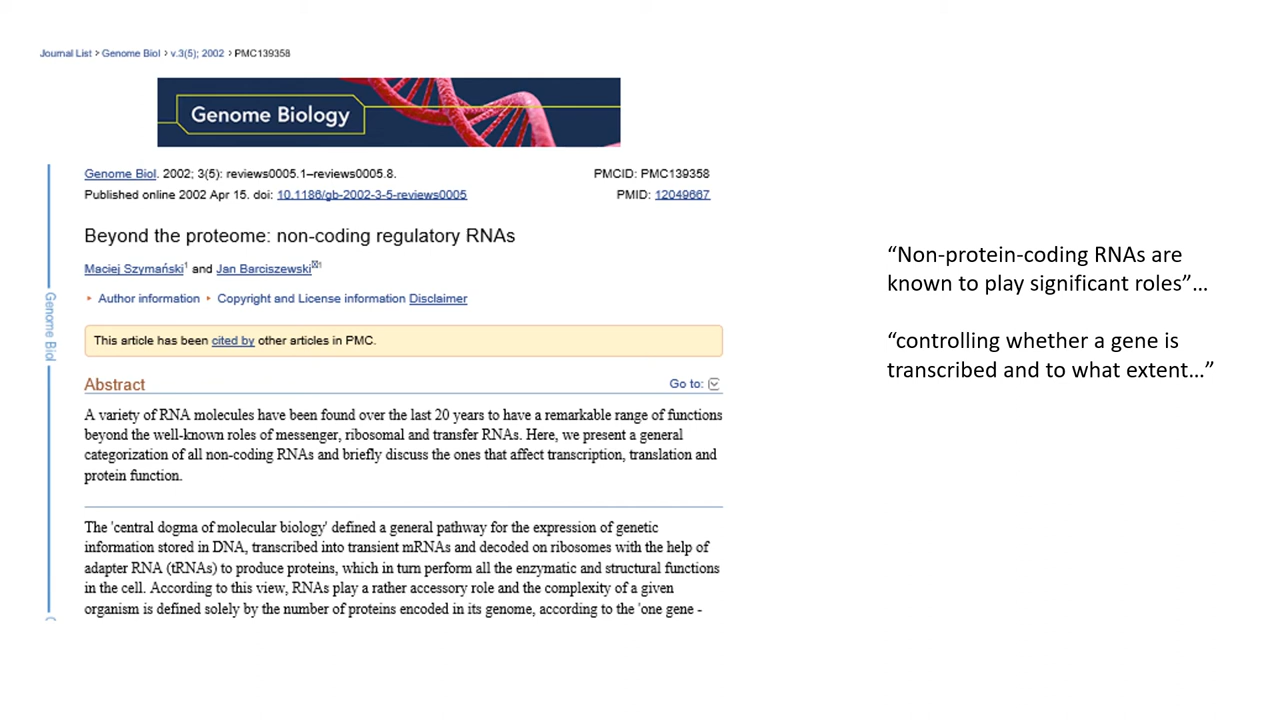 Journal List > Genome Biol > v.3(5); 2002 > PMC139358
Genome Biology
Genome Biol. 2002; 3(5): reviews0005.1–reviews0005.8.
PMCID: PMC139358
Published online 2002 Apr 15. doi: 10.1186/gb-2002-3-5-reviews0005
PMID: 12049667
Beyond the proteome: non-coding regulatory RNAs
Maciej Szymański1 and Jan Barciszewski✉1
▸ Author information ▸ Copyright and License information Disclaimer
Genome Biol
This article has been cited by other articles in PMC.
Abstract
Go to:
A variety of RNA molecules have been found over the last 20 years to have a remarkable range of functions
beyond the well-known roles of messenger, ribosomal and transfer RNAs. Here, we present a general
categorization of all non-coding RNAs and briefly discuss the ones that affect transcription, translation and
protein function.
The 'central dogma of molecular biology' defined a general pathway for the expression of genetic
information stored in DNA, transcribed into transient mRNAs and decoded on ribosomes with the help of
adapter RNA (tRNAs) to produce proteins, which in turn perform all the enzymatic and structural functions
in the cell. According to this view, RNAs play a rather accessory role and the complexity of a given
organism is defined solely by the number of proteins encoded in its genome, according to the 'one gene -
“Non-protein-coding RNAs are
known to play significant roles”…
“controlling whether a gene is
transcribed and to what extent…”